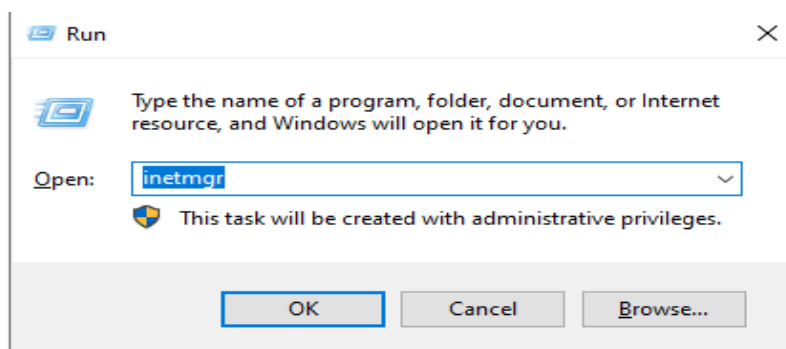 Run
Type the name of a program, folder, document, or Internet
resource, and Windows will open it for you.
Open: inetmgr
This task will be created with administrative privileges.
OK Cancel Browse...